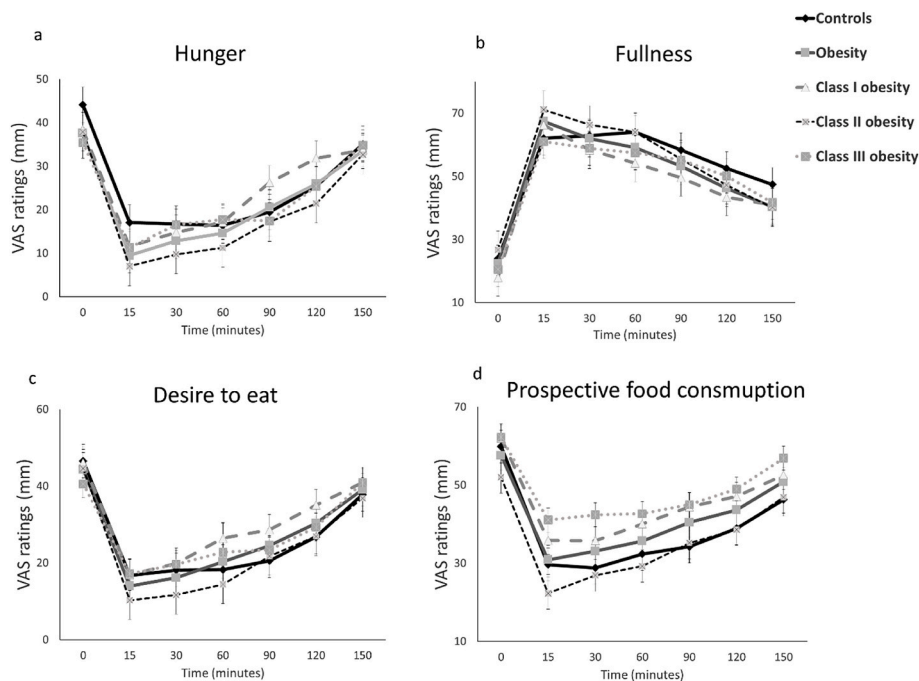 a
Hunger
VAS ratings (mm)
50
40
30
20
10
0
0 15 30 60 90 120 150
Time (minutes)
b
Fullness
VAS ratings (mm)
70
50
30
10
0 15 30 60 90 120 150
Time (minutes)
Controls
Obesity
Class I obesity
Class II obesity
Class III obesity
c
Desire to eat
VAS ratings (mm)
60
40
20
0
0 15 30 60 90 120 150
Time (minutes)
d
Prospective food consmuption
VAS ratings (mm)
70
50
30
10
0 15 30 60 90 120 150
Time (minutes)